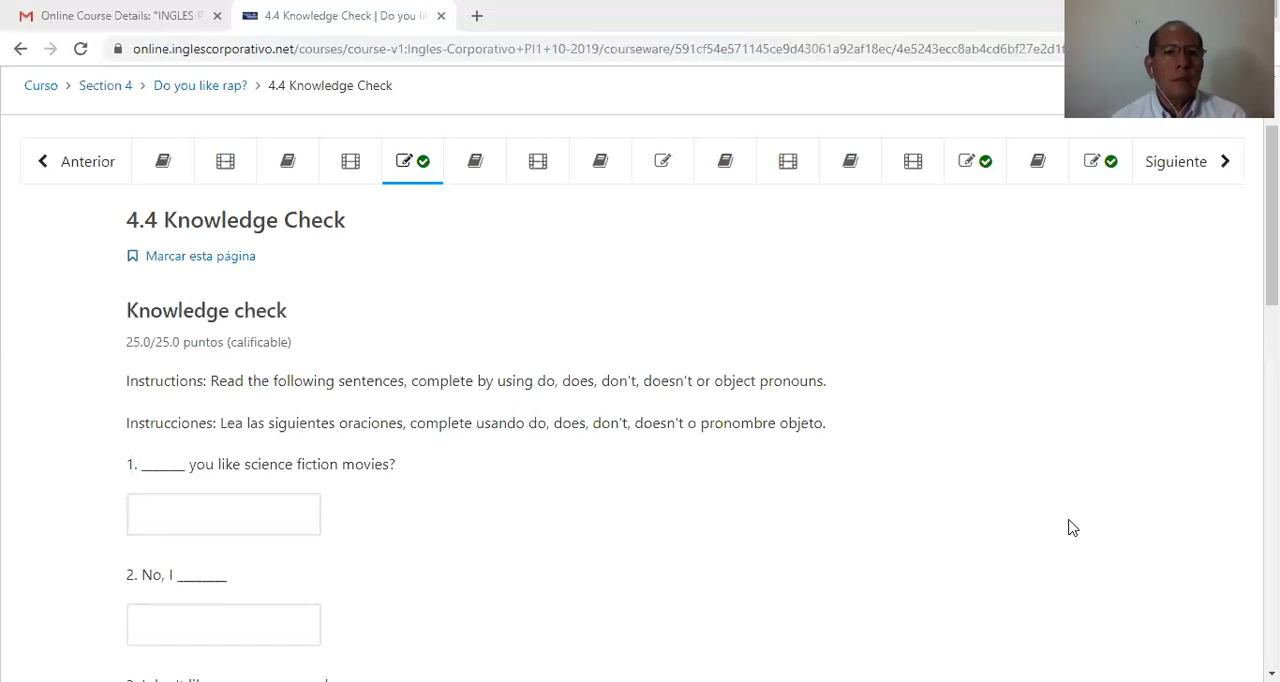 Online Course Details: "INGLES
4.4 Knowledge Check | Do you li
online.inglescorporativo.net/courses/course-v1:Ingles-Corporativo+PI1+10-2019/courseware/591cf54e571145ce9d43061a92af18ec/4e5243ecc8ab4cd6bf27e2d1f
Curso > Section 4 > Do you like rap? > 4.4 Knowledge Check
Anterior
Siguiente
4.4 Knowledge Check
Marcar esta página
Knowledge check
25.0/25.0 puntos (calificable)
Instructions: Read the following sentences, complete by using do, does, don't, doesn't or object pronouns.
Instrucciones: Lea las siguientes oraciones, complete usando do, does, don't, doesn't o pronombre objeto.
1. ______ you like science fiction movies?
2. No, I _______